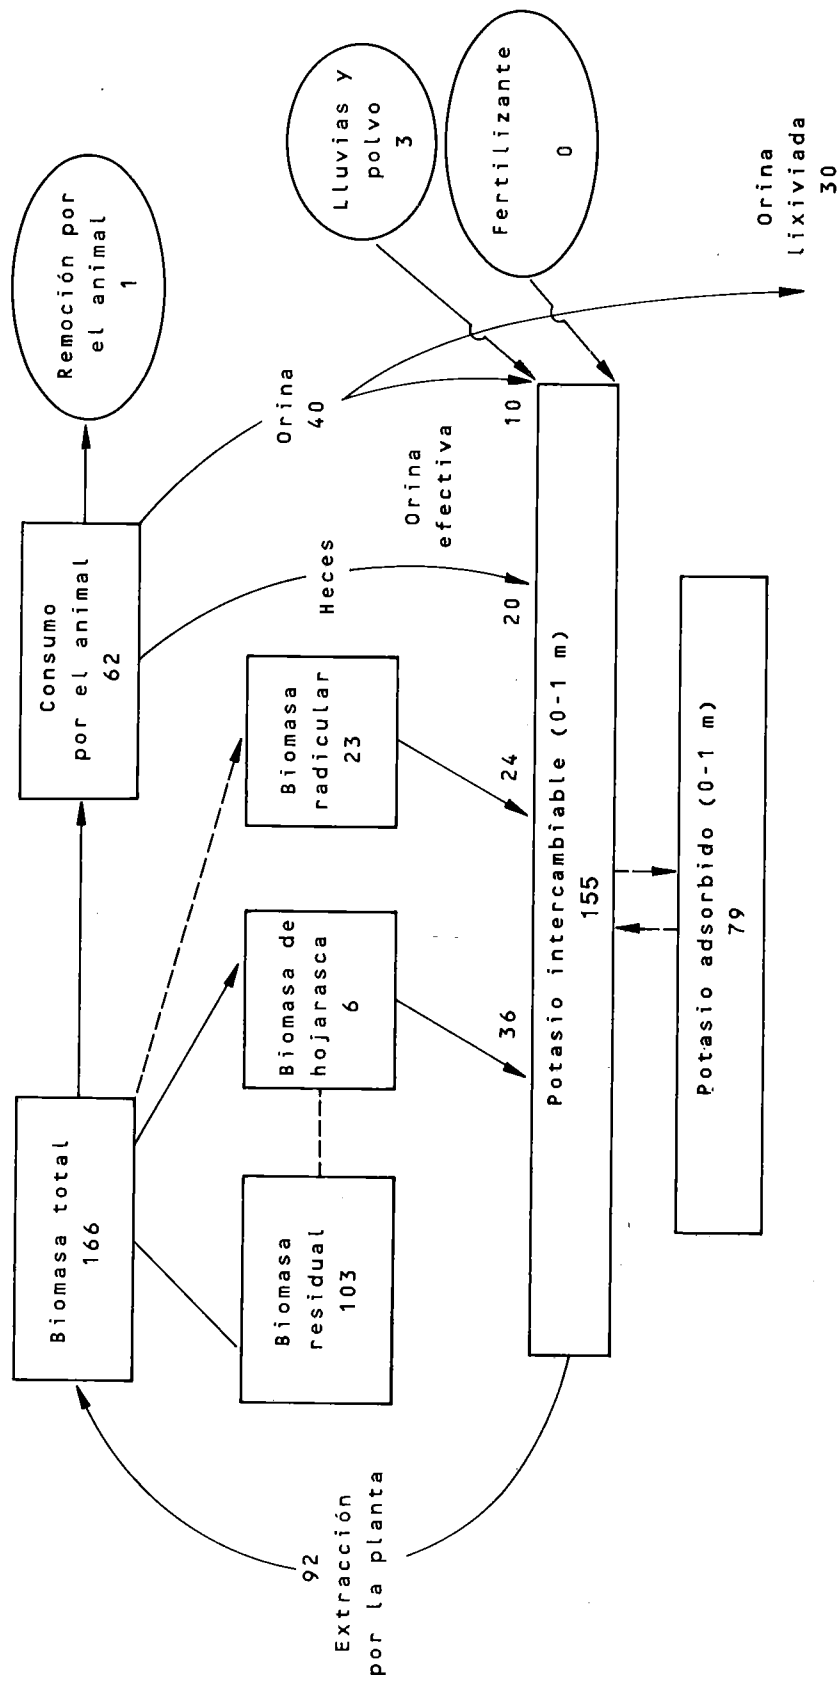 Biomasa total
166
Consumo
por el animal
62
Remoción por
el animal
1
Biomasa
residual
103
Biomasa de
hojarasca
6
Biomasa
radicular
23
Heces
Orina
40
Lluvias y
polvo
3
Fertilizante
0
Orina
efectiva
92
Extracción
por la planta
36
24
20
10
Potasio intercambiable (0-1 m)
155
Potasio adsorbido (0-1 m)
79
Orina
lixiviada
30